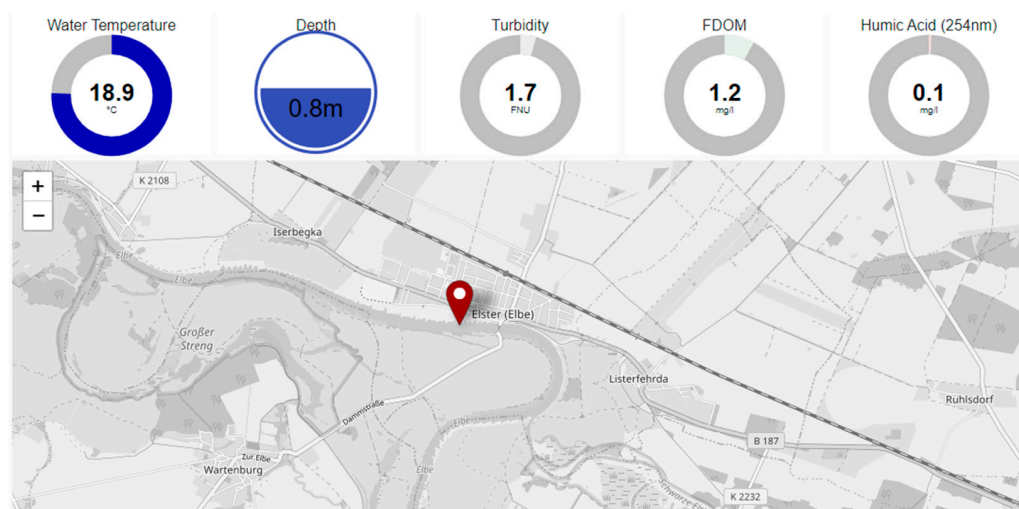 Water Temperature
18.9
°C
Depth
0.8m
Turbidity
1.7
FNU
FDOM
1.2
mg/l
Humic Acid (254nm)
0.1
mg/l
+
−
K 2108
Iserbegka
Elbe
Elbe
Großer
Streng
Elster (Elbe)
Listerfehrda
Ruhlsdorf
Dammstraße
Elbe
B 187
Zur Elbe
Wartenburg
Elbe
K 2232
Schwarze